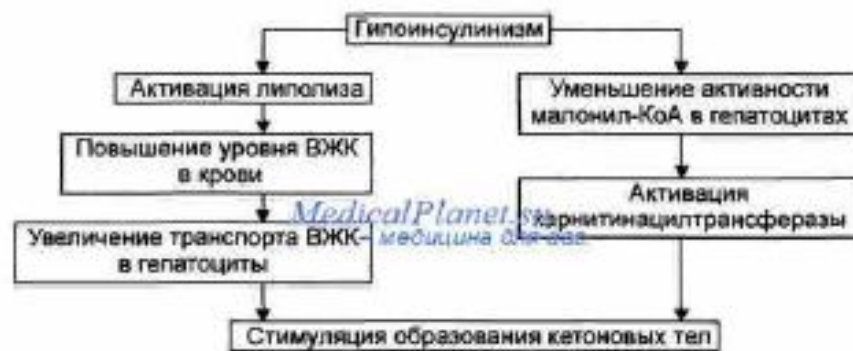 Гипоинсулинизм
Активация липолиза
Повышение уровня ВЖК
в крови
Увеличение транспорта ВЖК
в гепатоциты
Уменьшение активности
малонил-КоА в гепатоцитах
Активация
карнитинацилтрансферазы
MedicalPlanet.su
- медицина для вас
Стимуляция образования кетоновых тел